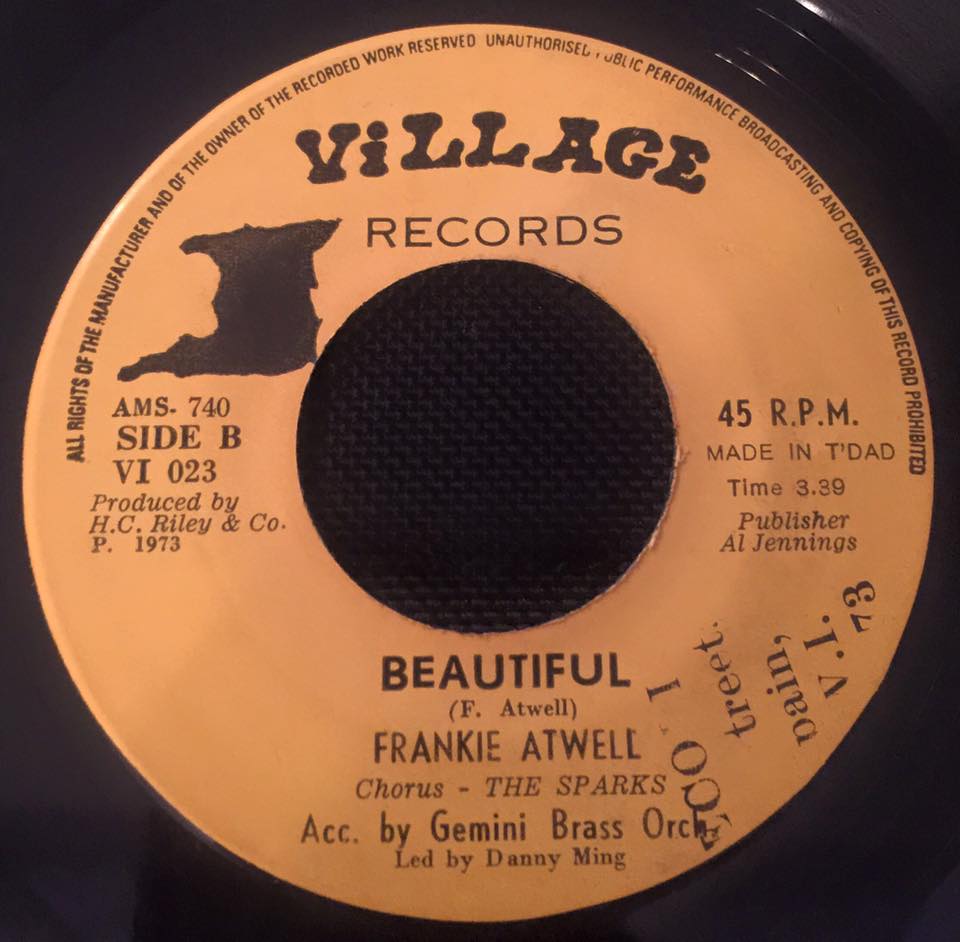 ALL RIGHTS OF THE MANUFACTURER AND OF THE OWNER OF THE RECORDED WORK RESERVED UNAUTHORISED PUBLIC PERFORMANCE BROADCASTING AND COPYING OF THIS RECORD PROHIBITED
ViLLAGE
RECORDS
AMS- 740
SIDE B
VI 023
Produced by
H.C. Riley & Co.
P. 1973
45 R.P.M.
MADE IN T'DAD
Time 3.39
Publisher
Al Jennings
BEAUTIFUL
(F. Atwell)
FRANKIE ATWELL
Chorus - THE SPARKS
Acc. by Gemini Brass Orch.
Led by Danny Ming
treet.
pain,
V.I.
73